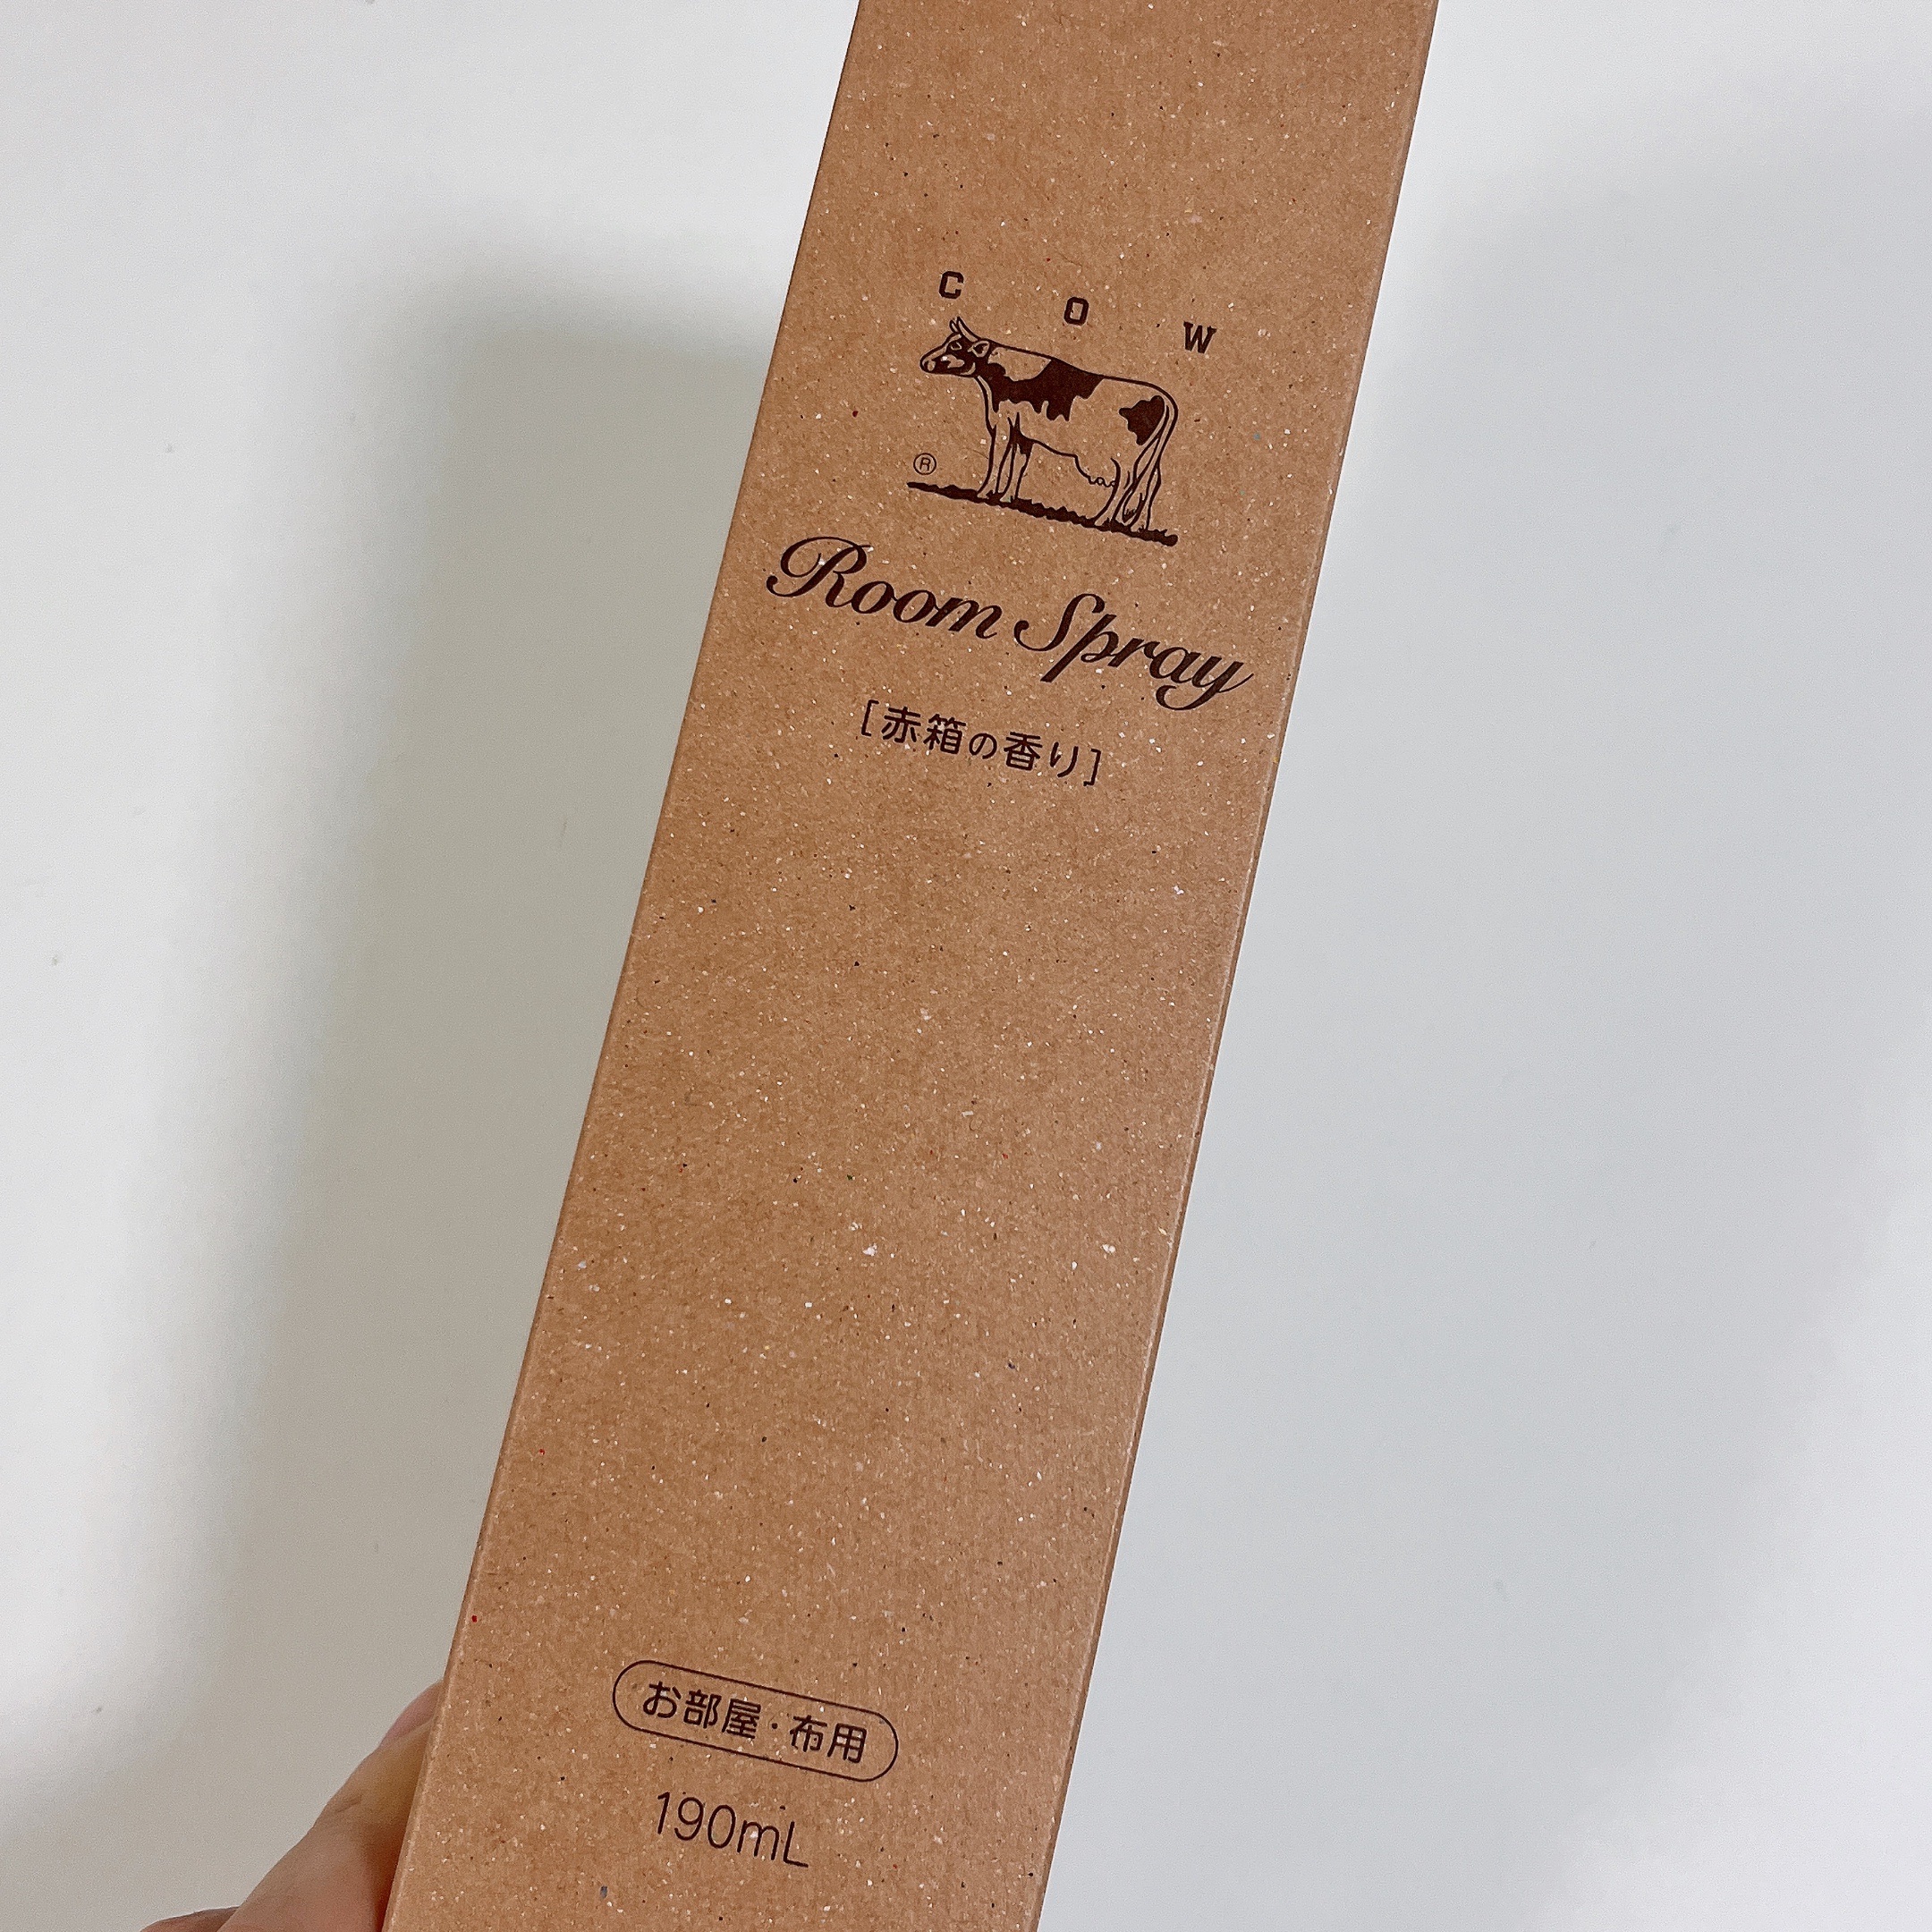 COW
®
Room Spray
[赤箱の香り]
お部屋・布用
190mL